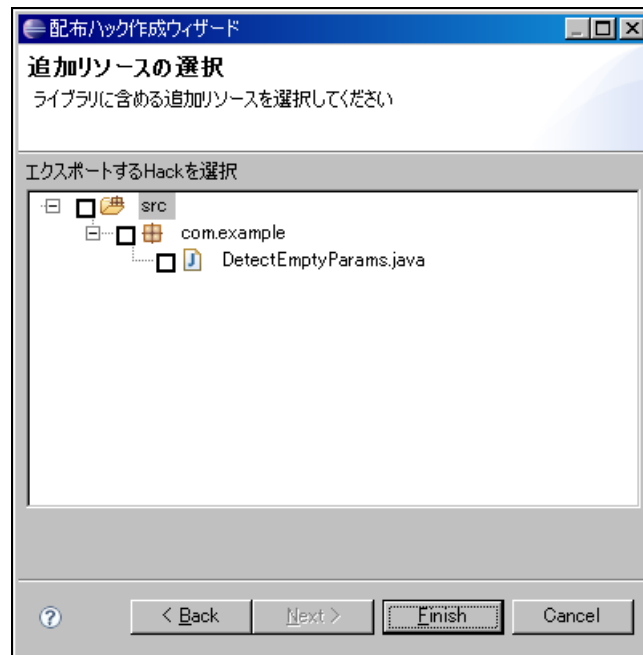 配布ハック作成ウィザード
追加リソースの選択
ライブラリに含める追加リソースを選択してください
エクスポートするHackを選択
src
com.example
DetectEmptyParams.java
< Back
Next >
Finish
Cancel